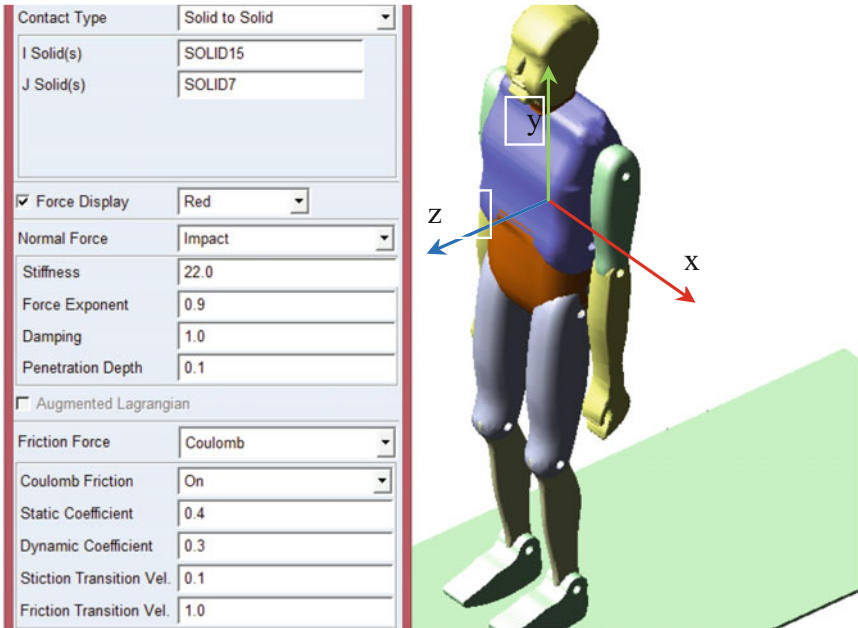 Contact Type Solid to Solid
I Solid(s) SOLID15
J Solid(s) SOLID7
Force Display Red
Normal Force Impact
Stiffness 22.0
Force Exponent 0.9
Damping 1.0
Penetration Depth 0.1
Augmented Lagrangian
Friction Force Coulomb
Coulomb Friction On
Static Coefficient 0.4
Dynamic Coefficient 0.3
Stiction Transition Vel. 0.1
Friction Transition Vel. 1.0
y
z
x